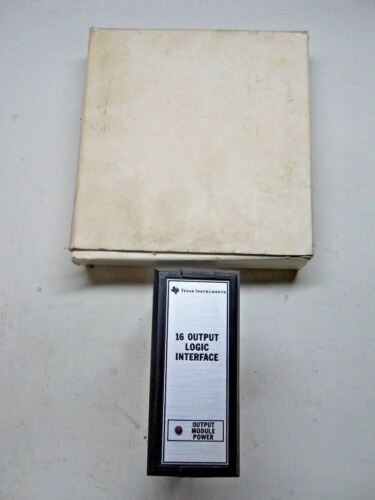 TEXAS INSTRUMENTS
16 OUTPUT
LOGIC
INTERFACE
OUTPUT
MODULE
POWER